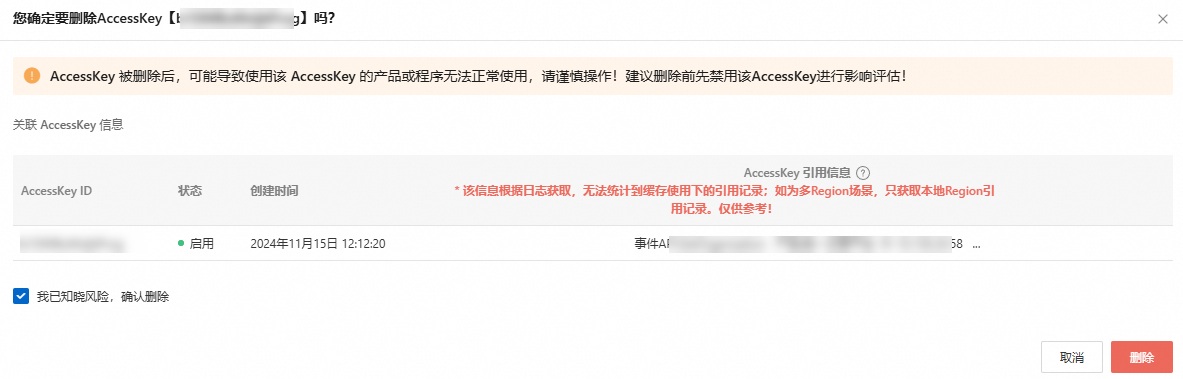 您确定要删除AccessKey【b g】吗？
AccessKey 被删除后，可能导致使用该 AccessKey 的产品或程序无法正常使用，请谨慎操作！建议删除前先禁用该AccessKey进行影响评估！
关联 AccessKey 信息
AccessKey ID 状态 创建时间 AccessKey 引用信息 ?
* 该信息根据日志获取，无法统计到缓存使用下的引用记录；如为多Region场景，只获取本地Region引
用记录。仅供参考！
启用 2024年11月15日 12:12:20 事件AP 58 ...
我已知晓风险，确认删除
取消 删除